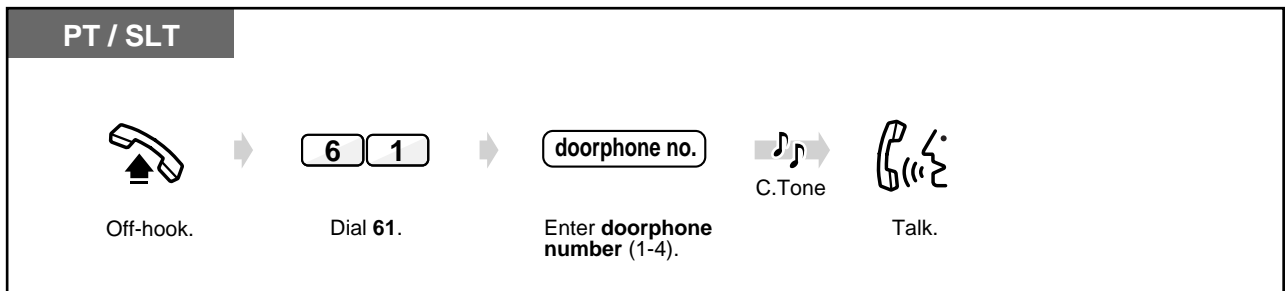 PT / SLT
6 1
doorphone no.
C.Tone
Off-hook.
Dial 61.
Enter doorphone
number (1-4).
Talk.